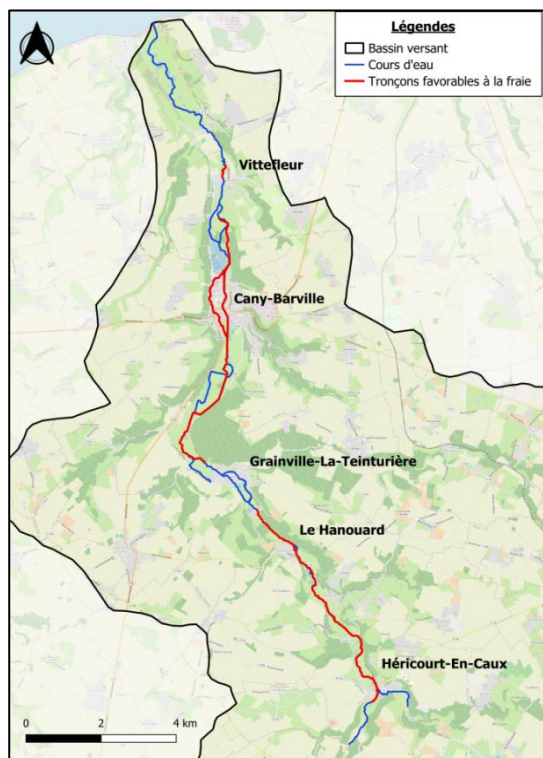 Légendes
Bassin versant
Cours d'eau
Tronçons favorables à la fraie
Vittefleur
Cany-Barville
Grainville-La-Teinturière
Le Hanouard
Héricourt-En-Caux
0 2 4 km